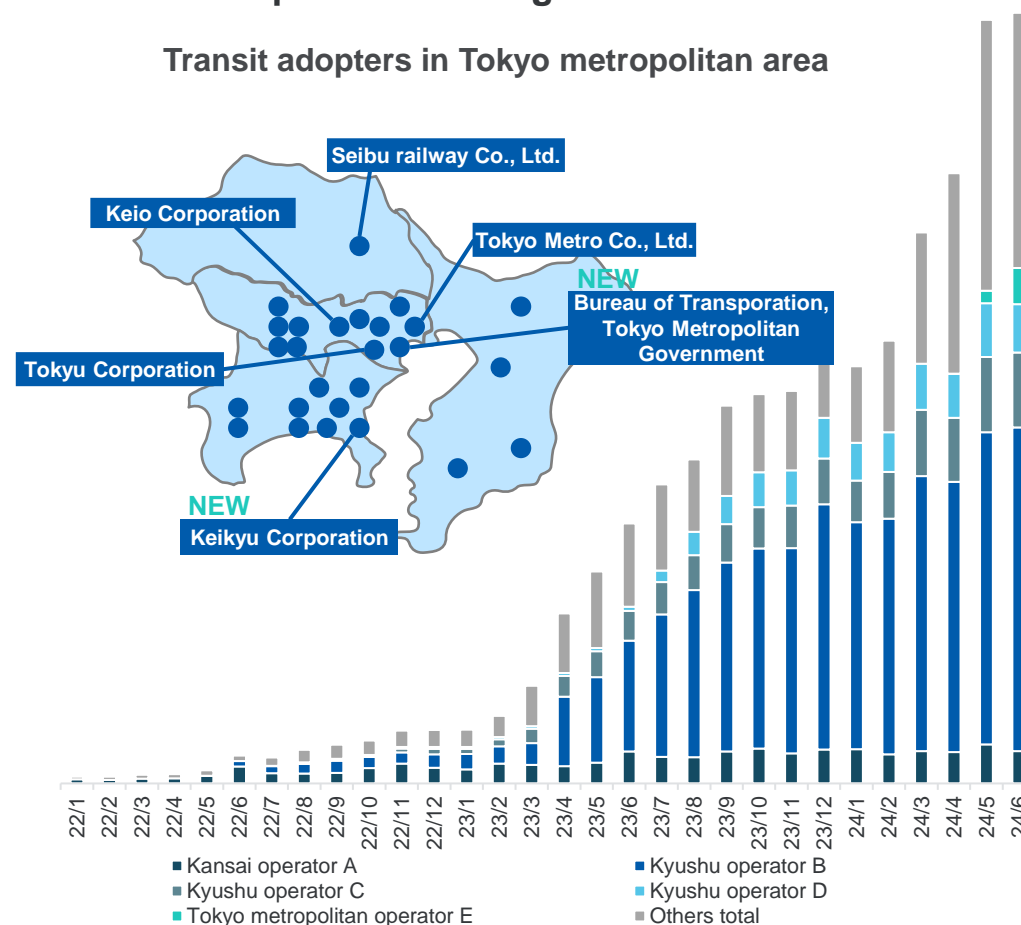 Transit adopters in Tokyo metropolitan area
Seibu railway Co., Ltd.
Keio Corporation
Tokyo Metro Co., Ltd.
NEW
Bureau of Transporation,
Tokyo Metropolitan
Government
Tokyu Corporation
NEW
Keikyu Corporation
22/1
22/2
22/3
22/4
22/5
22/6
22/7
22/8
22/9
22/10
22/11
22/12
23/1
23/2
23/3
23/4
23/5
23/6
23/7
23/8
23/9
23/10
23/11
23/12
24/1
24/2
24/3
24/4
24/5
24/6
Kansai operator A
Kyushu operator B
Kyushu operator C
Kyushu operator D
Tokyo metropolitan operator E
Others total